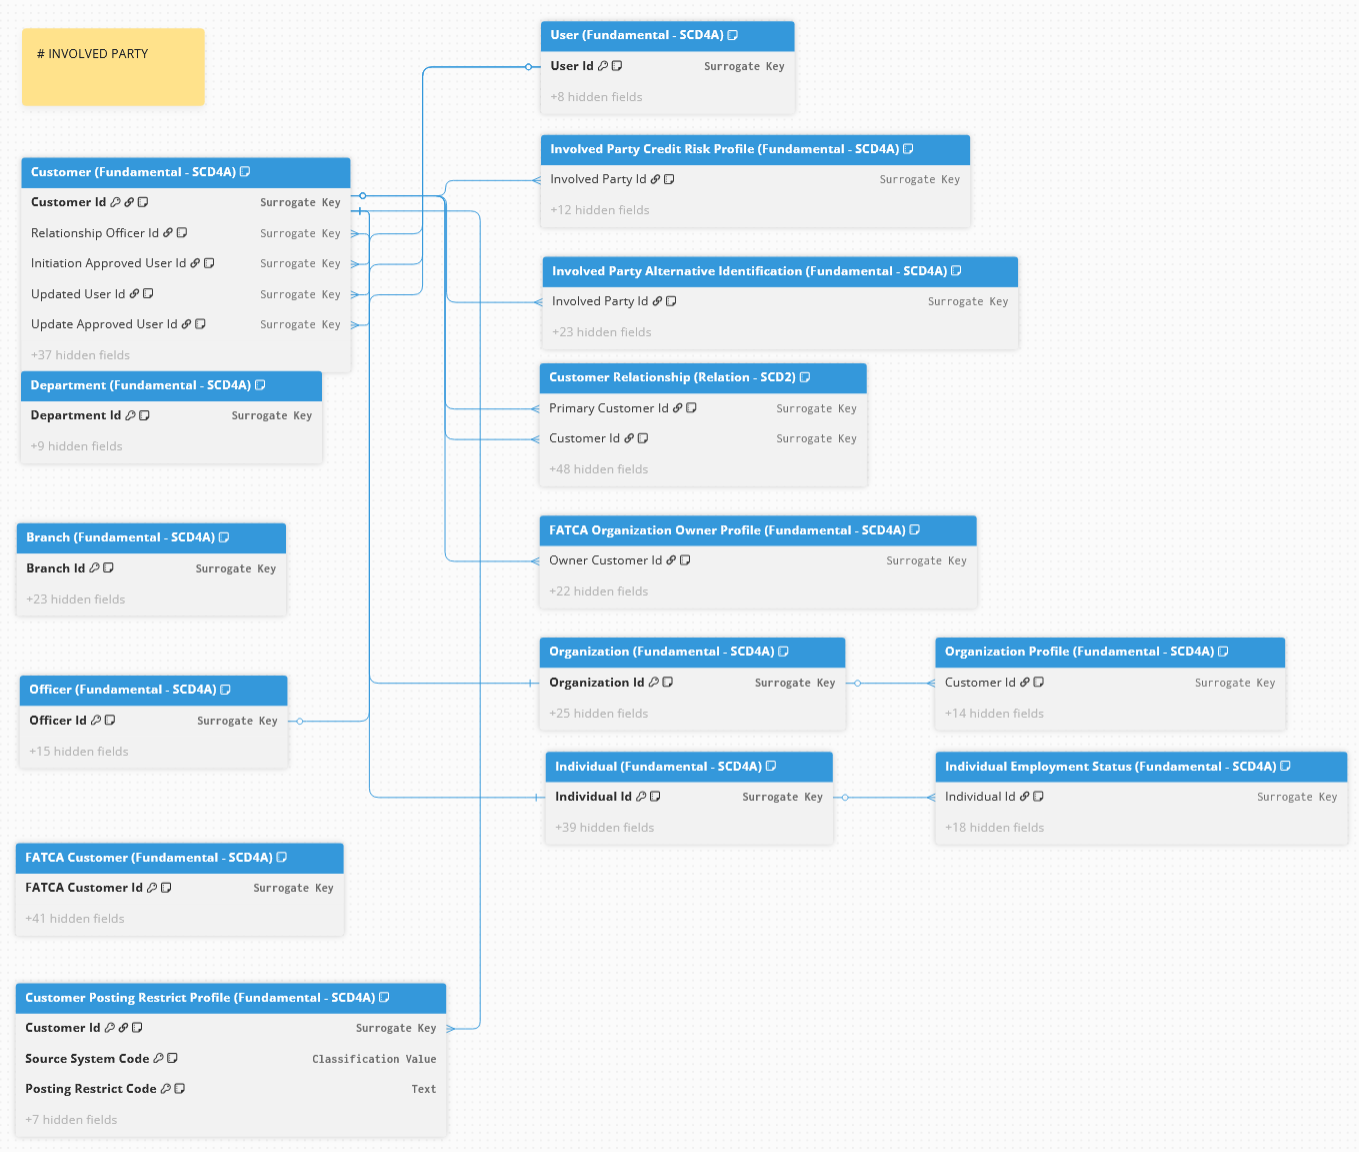 # INVOLVED PARTY
User (Fundamental - SCD4A)
User Id Surrogate Key
+8 hidden fields
Involved Party Credit Risk Profile (Fundamental - SCD4A)
Involved Party Id Surrogate Key
+12 hidden fields
Customer (Fundamental - SCD4A)
Customer Id Surrogate Key
Relationship Officer Id Surrogate Key
Initiation Approved User Id Surrogate Key
Updated User Id Surrogate Key
Update Approved User Id Surrogate Key
+37 hidden fields
Involved Party Alternative Identification (Fundamental - SCD4A)
Involved Party Id Surrogate Key
+23 hidden fields
Department (Fundamental - SCD4A)
Department Id Surrogate Key
+9 hidden fields
Customer Relationship (Relation - SCD2)
Primary Customer Id Surrogate Key
Customer Id Surrogate Key
+48 hidden fields
Branch (Fundamental - SCD4A)
Branch Id Surrogate Key
+23 hidden fields
FATCA Organization Owner Profile (Fundamental - SCD4A)
Owner Customer Id Surrogate Key
+22 hidden fields
Organization (Fundamental - SCD4A)
Organization Id Surrogate Key
+25 hidden fields
Organization Profile (Fundamental - SCD4A)
Customer Id Surrogate Key
+14 hidden fields
Officer (Fundamental - SCD4A)
Officer Id Surrogate Key
+15 hidden fields
Individual (Fundamental - SCD4A)
Individual Id Surrogate Key
+39 hidden fields
Individual Employment Status (Fundamental - SCD4A)
Individual Id Surrogate Key
+18 hidden fields
FATCA Customer (Fundamental - SCD4A)
FATCA Customer Id Surrogate Key
+41 hidden fields
Customer Posting Restrict Profile (Fundamental - SCD4A)
Customer Id Surrogate Key
Source System Code Classification Value
Posting Restrict Code Text
+7 hidden fields